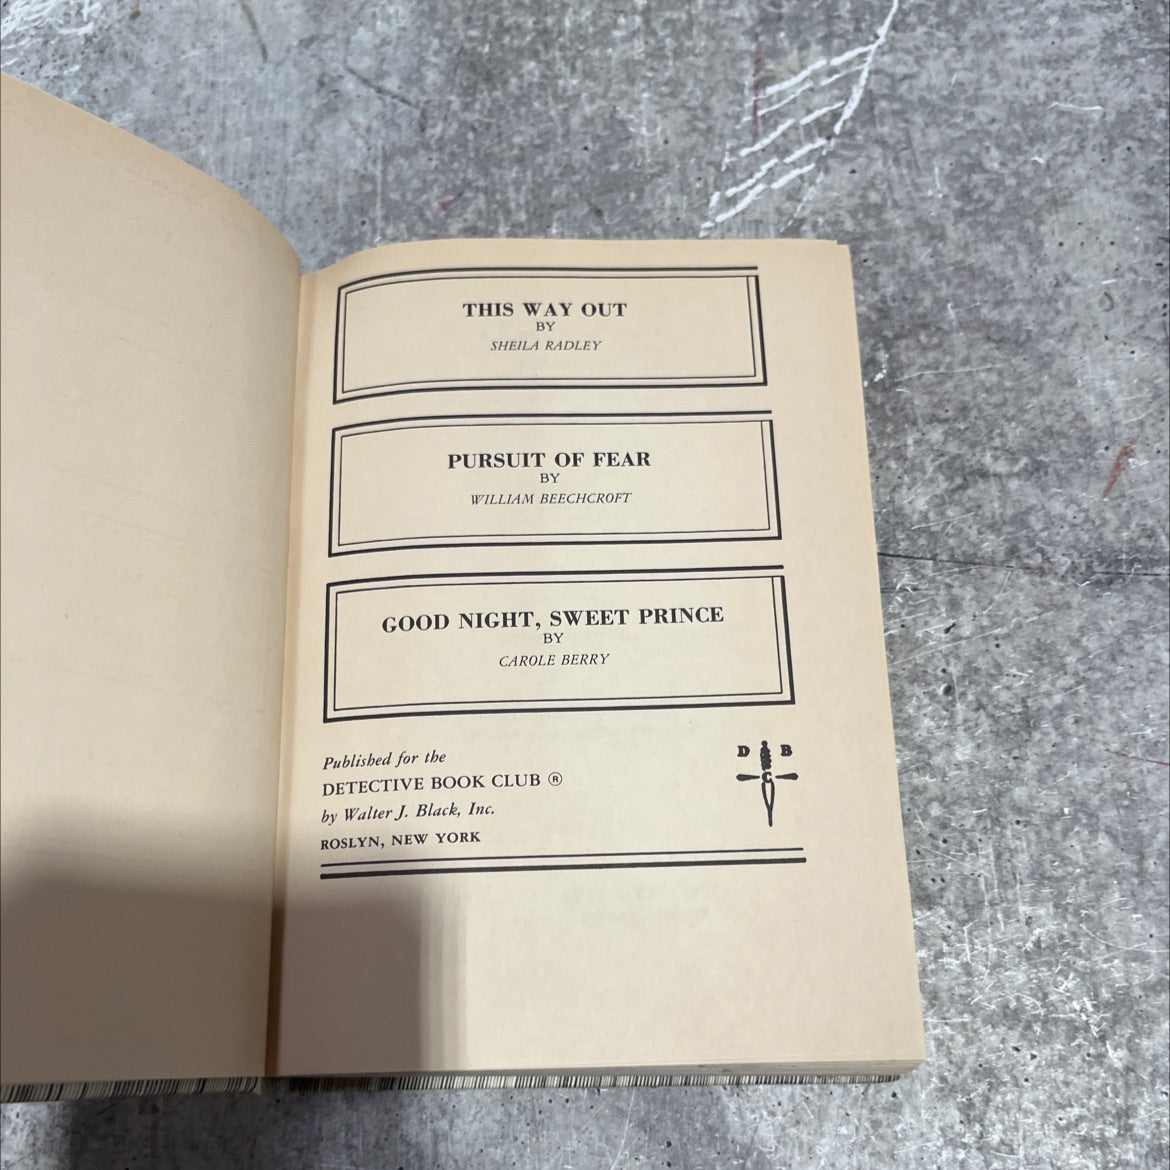 THIS WAY OUT
BY
SHEILA RADLEY
PURSUIT OF FEAR
BY
WILLIAM BEECHCROFT
GOOD NIGHT, SWEET PRINCE
BY
CAROLE BERRY
Published for the
DETECTIVE BOOK CLUB ®
by Walter J. Black, Inc.
ROSLYN, NEW YORK
D B
C